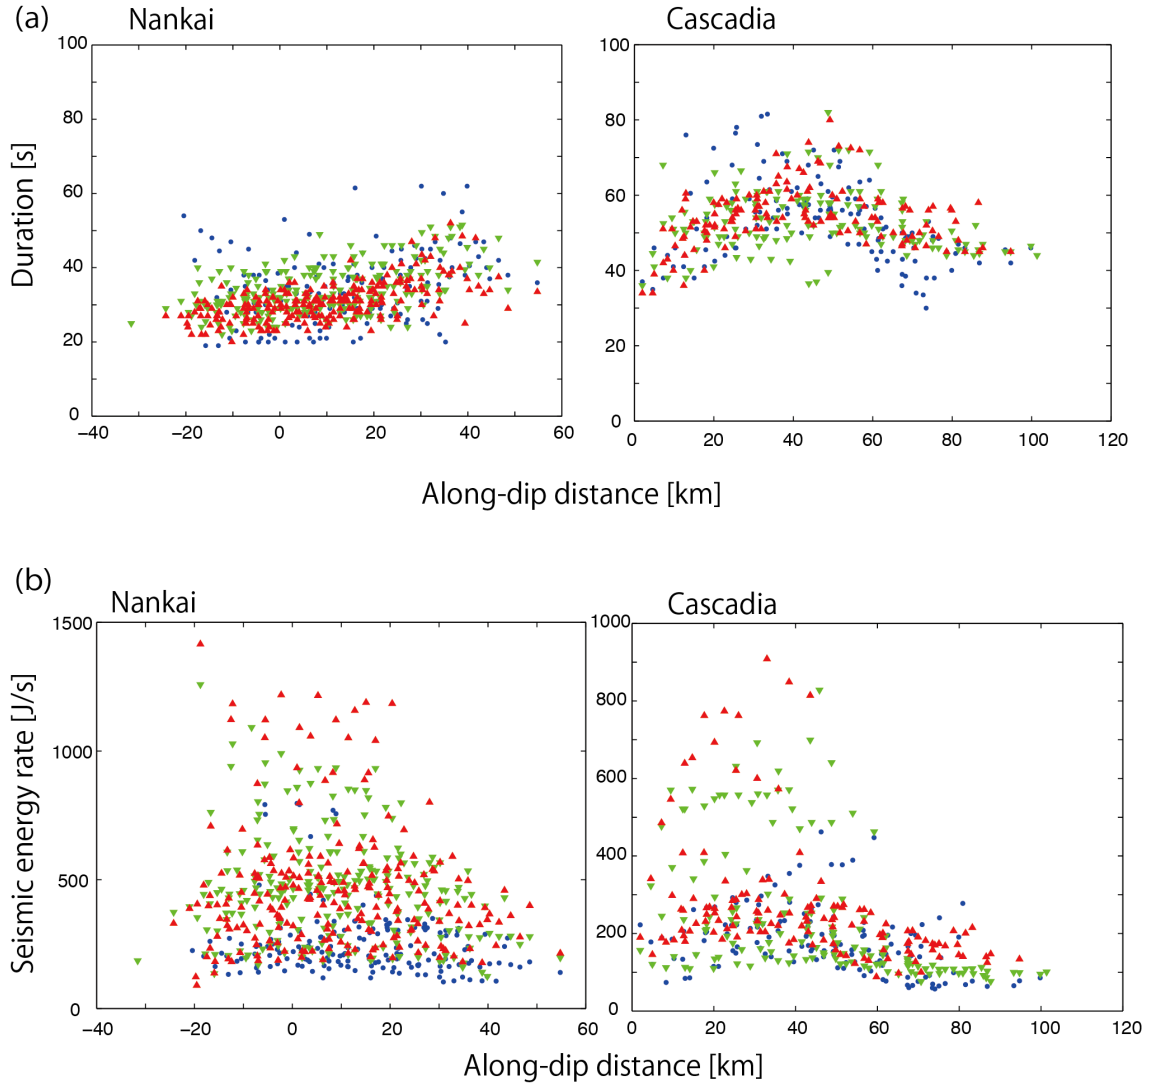 (a)
Nankai
Cascadia
100
80
60
40
20
0
−40 −20 0 20 40 60
100
80
60
40
20
0
0 20 40 60 80 100 120
Duration [s]
Along-dip distance [km]
(b)
Nankai
Cascadia
1500
1000
500
0
−40 −20 0 20 40 60
1000
800
600
400
200
0
0 20 40 60 80 100 120
Seismic energy rate [J/s]
Along-dip distance [km]